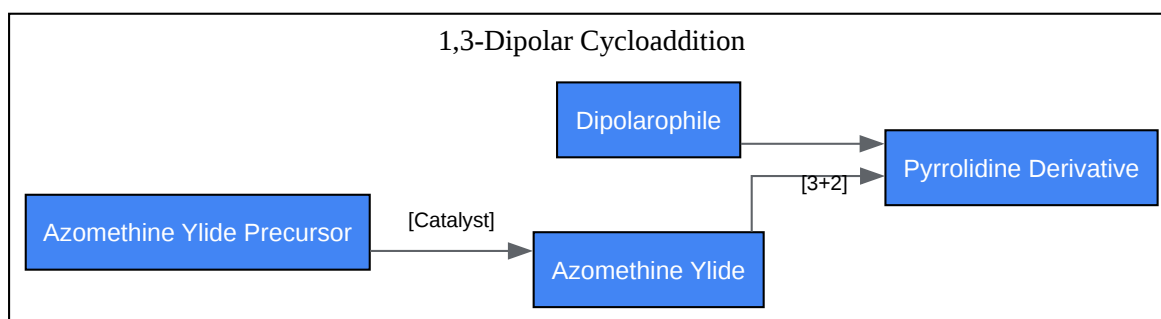 1,3-Dipolar Cycloaddition
Dipolarophile
Pyrrolidine Derivative
[3+2]
Azomethine Ylide Precursor
[Catalyst]
Azomethine Ylide